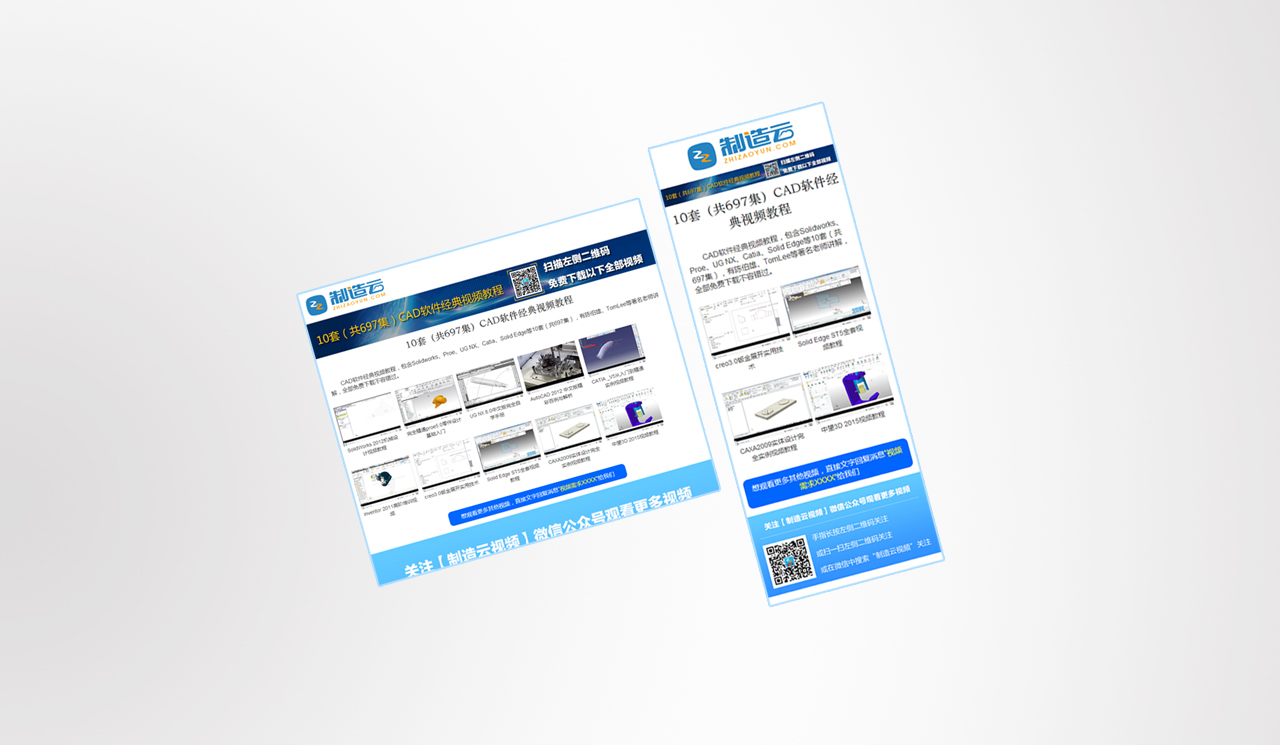 制造云
ZHIZAOYUN.COM
10套（共697集）CAD软件经典视频教程
扫描左侧二维码
免费下载以下全部视频
10套（共697集）CAD软件经典视频教程
CAD软件经典视频教程，包含Solidworks、Proe、UG NX、Catia、Solid Edge等10套（共697集），有陈伯雄、TomLee等著名老师讲解，全部免费下载不容错过。
Solidworks 2012机械设计视频教程
完全精通proe5.0零件设计基础入门
UG NX 8.0中文版完全自学手册
AutoCAD 2012 中文版精彩百例全解析
CATIA _V5从入门到精通实例视频教程
inventor 2011高阶培训视频
creo3.0钣金展开实用技术
Solid Edge ST5全套视频教程
CAXA2009实体设计完全实例视频教程
中望3D 2015视频教程
想观看更多其他视频，直接文字回复消息“视频需求XXXX”给我们
关注【制造云视频】微信公众号观看更多视频
制造云
ZHIZAOYUN.COM
10套（共697集）CAD软件经典视频教程
扫描左侧二维码
免费下载以下全部视频
10套（共697集）CAD软件经
典视频教程
CAD软件经典视频教程，包含Solidworks、
Proe、UG NX、Catia、Solid Edge等10套（共
697集），有陈伯雄、TomLee等著名老师讲解，
全部免费下载不容错过。
creo3.0钣金展开实用技
术
Solid Edge ST5全套视
频教程
CAXA2009实体设计完
全实例视频教程
中望3D 2015视频教程
想观看更多其他视频，直接文字回复消息“视频
需求XXXX”给我们
关注【制造云视频】微信公众号观看更多视频
手指长按左侧二维码关注
或扫一扫左侧二维码关注
或在微信中搜索“制造云视频”关注